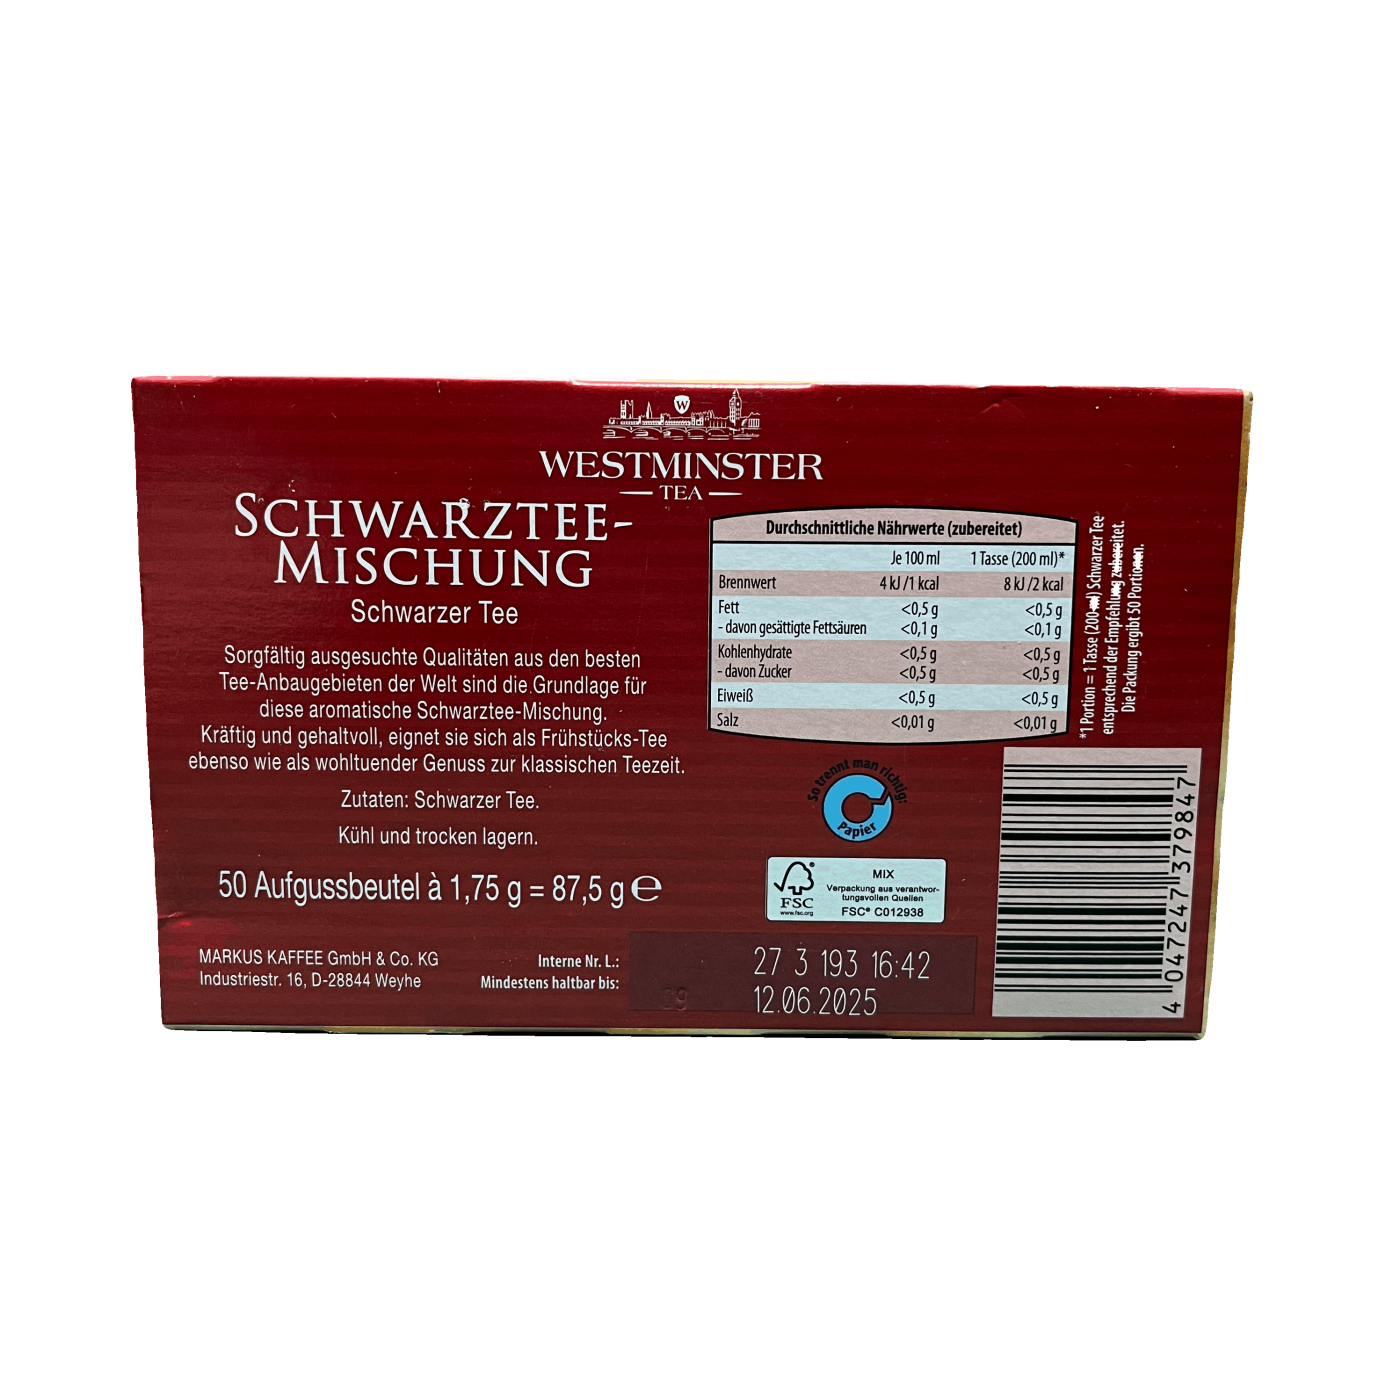 W
WESTMINSTER
TEA
SCHWARZTEE-
MISCHUNG
Schwarzer Tee
Sorgfältig ausgesuchte Qualitäten aus den besten
Tee-Anbaugebieten der Welt sind die Grundlage für
diese aromatische Schwarztee-Mischung.
Kräftig und gehaltvoll, eignet sie sich als Frühstücks-Tee
ebenso wie als wohltuender Genuss zur klassischen Teezeit.
Zutaten: Schwarzer Tee.
Kühl und trocken lagern.
50 Aufgussbeutel à 1,75 g = 87,5 g ℮
MARKUS KAFFEE GmbH & Co. KG
Industriestr. 16, D-28844 Weyhe
Interne Nr. L.:
Mindestens haltbar bis:
27 3 193 16:42
12.06.2025
Durchschnittliche Nährwerte (zubereitet)
Je 100 ml 1 Tasse (200 ml)*
Brennwert 4 kJ /1 kcal 8 kJ /2 kcal
Fett <0,5 g <0,5 g
- davon gesättigte Fettsäuren <0,1 g <0,1 g
Kohlenhydrate <0,5 g <0,5 g
- davon Zucker <0,5 g <0,5 g
Eiweiß <0,5 g <0,5 g
Salz <0,01 g <0,01 g
*1 Portion = 1 Tasse (200 ml) Schwarzer Tee
entsprechend der Empfehlung zubereitet.
Die Packung ergibt 50 Portionen.
So trennt man richtig:
Papier
FSC
www.fsc.org
MIX
Verpackung aus verantwor-
tungsvollen Quellen
FSC® C012938
4 047247 379847